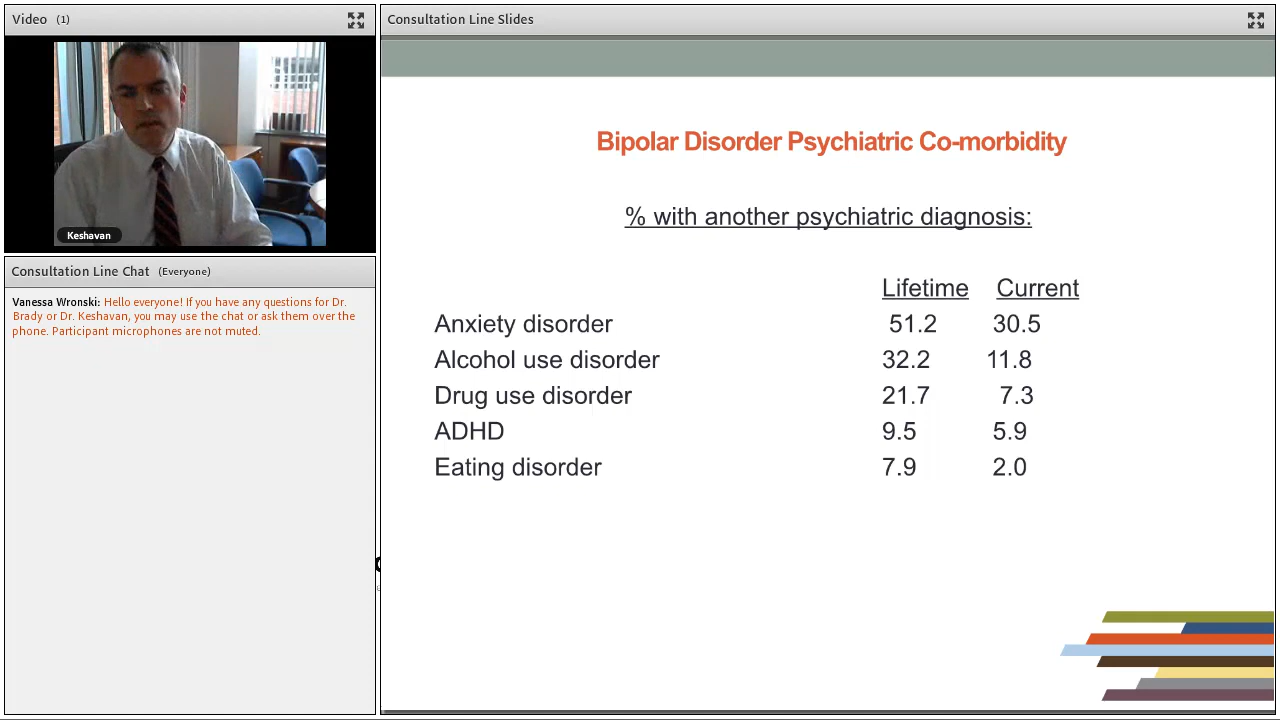 Video (1)
Keshavan
Consultation Line Chat (Everyone)
Vanessa Wronski: Hello everyone! If you have any questions for Dr.
Brady or Dr. Keshavan, you may use the chat or ask them over the
phone. Participant microphones are not muted.
Consultation Line Slides
Bipolar Disorder Psychiatric Co-morbidity
% with another psychiatric diagnosis:
Lifetime Current
Anxiety disorder 51.2 30.5
Alcohol use disorder 32.2 11.8
Drug use disorder 21.7 7.3
ADHD 9.5 5.9
Eating disorder 7.9 2.0